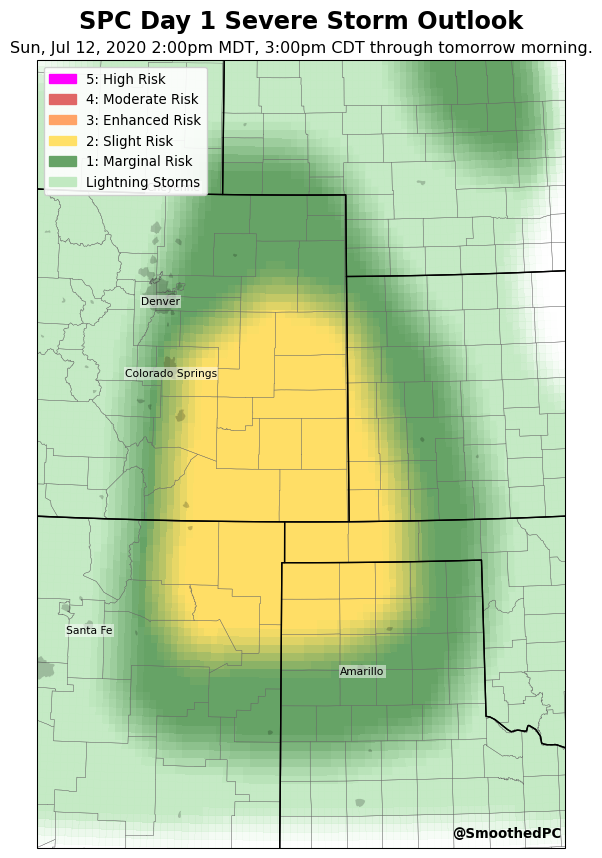 SPC Day 1 Severe Storm Outlook
Sun, Jul 12, 2020 2:00pm MDT, 3:00pm CDT through tomorrow morning.
5: High Risk
4: Moderate Risk
3: Enhanced Risk
2: Slight Risk
1: Marginal Risk
Lightning Storms
Denver
Colorado Springs
Santa Fe
Amarillo
@SmoothedPC